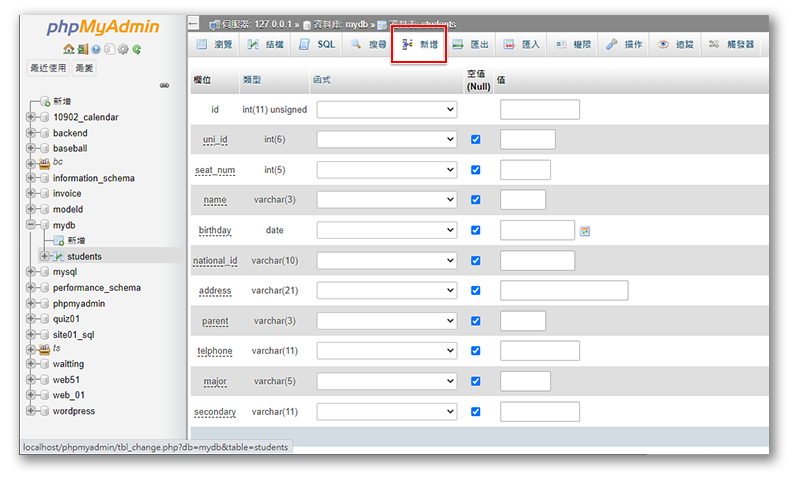 phpMyAdmin
最近使用 最愛
新增
10902_calendar
backend
baseball
bc
information_schema
invoice
modeld
mydb
新增
students
mysql
performance_schema
phpmyadmin
quiz01
site01_sql
ts
waitting
web51
web_01
wordpress
伺服器: 127.0.0.1 » 資料庫: mydb » 資料表: students
瀏覽 結構 SQL 搜尋 新增 匯出 匯入 權限 操作 追蹤 觸發器
欄位 類型 函式 空值 (Null) 值
id int(11) unsigned
uni_id int(6)
seat_num int(5)
name varchar(3)
birthday date
national_id varchar(10)
address varchar(21)
parent varchar(3)
telphone varchar(11)
major varchar(5)
secondary varchar(11)
localhost/phpmyadmin/tbl_change.php?db=mydb&table=students